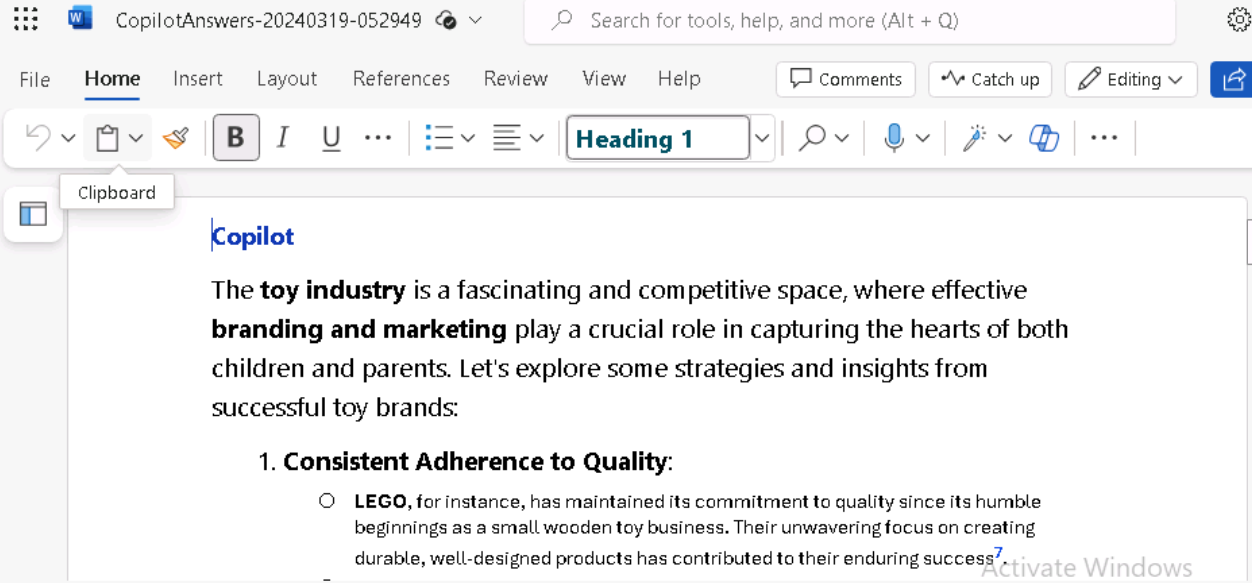 W CopilotAnswers-20240319-052949 Search for tools, help, and more (Alt + Q)
File Home Insert Layout References Review View Help Comments Catch up Editing
B I U Heading 1
Clipboard
Copilot
The toy industry is a fascinating and competitive space, where effective
branding and marketing play a crucial role in capturing the hearts of both
children and parents. Let's explore some strategies and insights from
successful toy brands:
1. Consistent Adherence to Quality:
LEGO, for instance, has maintained its commitment to quality since its humble
beginnings as a small wooden toy business. Their unwavering focus on creating
durable, well-designed products has contributed to their enduring success7.
Activate Windows